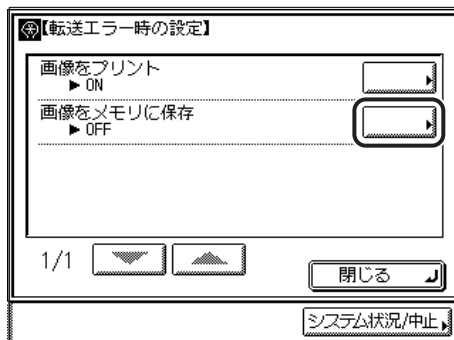 【転送エラー時の設定】
画像をプリント
▶ ON
画像をメモリに保存
▶ OFF
1/1
閉じる
システム状況/中止